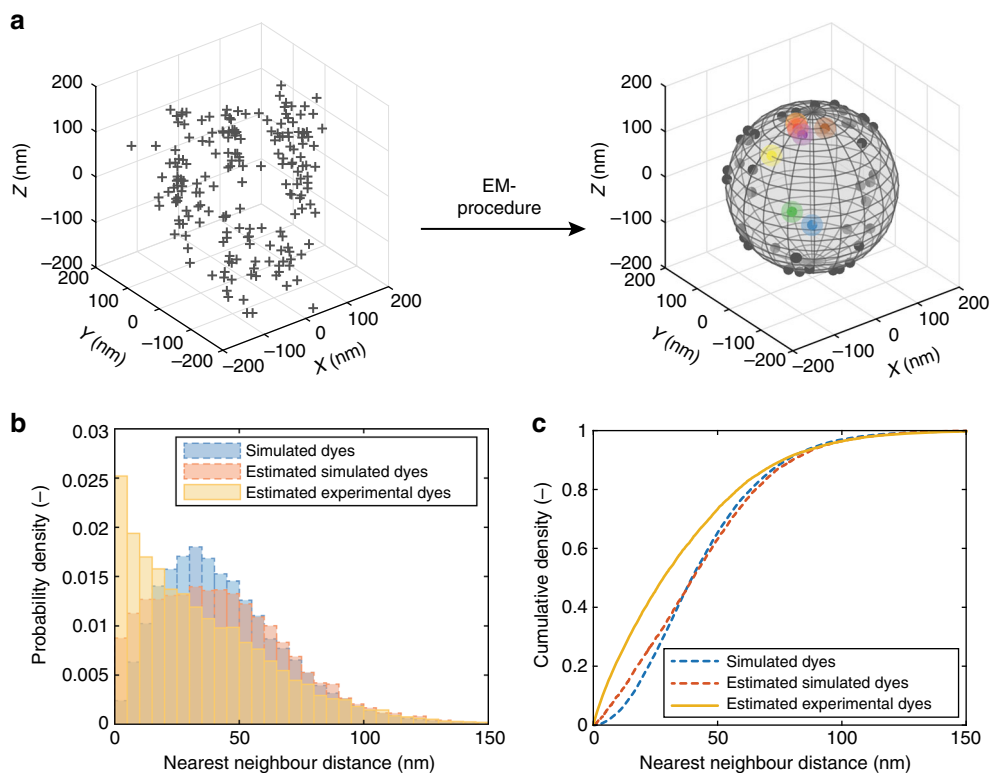 a
200
100
0
−100
−200
Z (nm)
200
100
0
−100
−200
Y (nm)
−200
−100
0
100
200
X (nm)
EM-
procedure
200
100
0
−100
−200
Z (nm)
200
100
0
−100
−200
Y (nm)
−200
−100
0
100
200
X (nm)
b
0.03
0.025
0.02
0.015
0.01
0.005
0
Probability density (–)
Simulated dyes
Estimated simulated dyes
Estimated experimental dyes
0 50 100 150
Nearest neighbour distance (nm)
c
1
0.8
0.6
0.4
0.2
0
Cumulative density (–)
Simulated dyes
Estimated simulated dyes
Estimated experimental dyes
0 50 100 150
Nearest neighbour distance (nm)